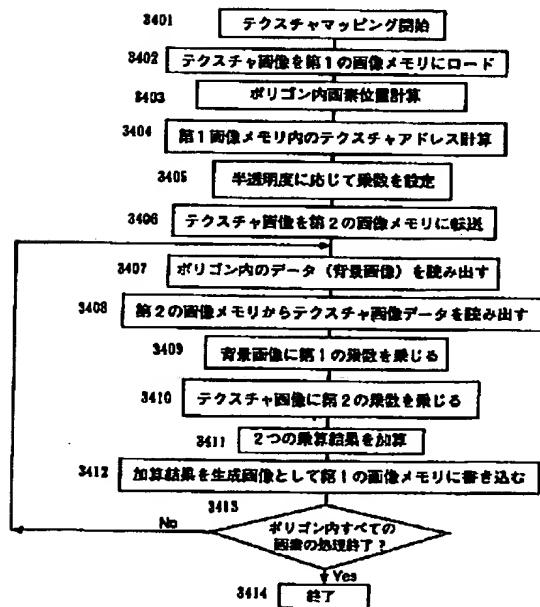 3401 テクスチャマッピング開始
3402 テクスチャ画像を第1の画像メモリにロード
3403 ポリゴン内画素位置計算
3404 第1画像メモリ内のテクスチャアドレス計算
3405 半透明度に応じて乗数を設定
3406 テクスチャ画像を第2の画像メモリに転送
3407 ポリゴン内のデータ（背景画像）を読み出す
3408 第2の画像メモリからテクスチャ画像データを読み出す
3409 背景画像に第1の乗数を乗じる
3410 テクスチャ画像に第2の乗数を乗じる
3411 2つの乗算結果を加算
3412 加算結果を生成画像として第1の画像メモリに書き込む
3413
No
ポリゴン内すべての
画素の処理終了？
Yes
3414 終了